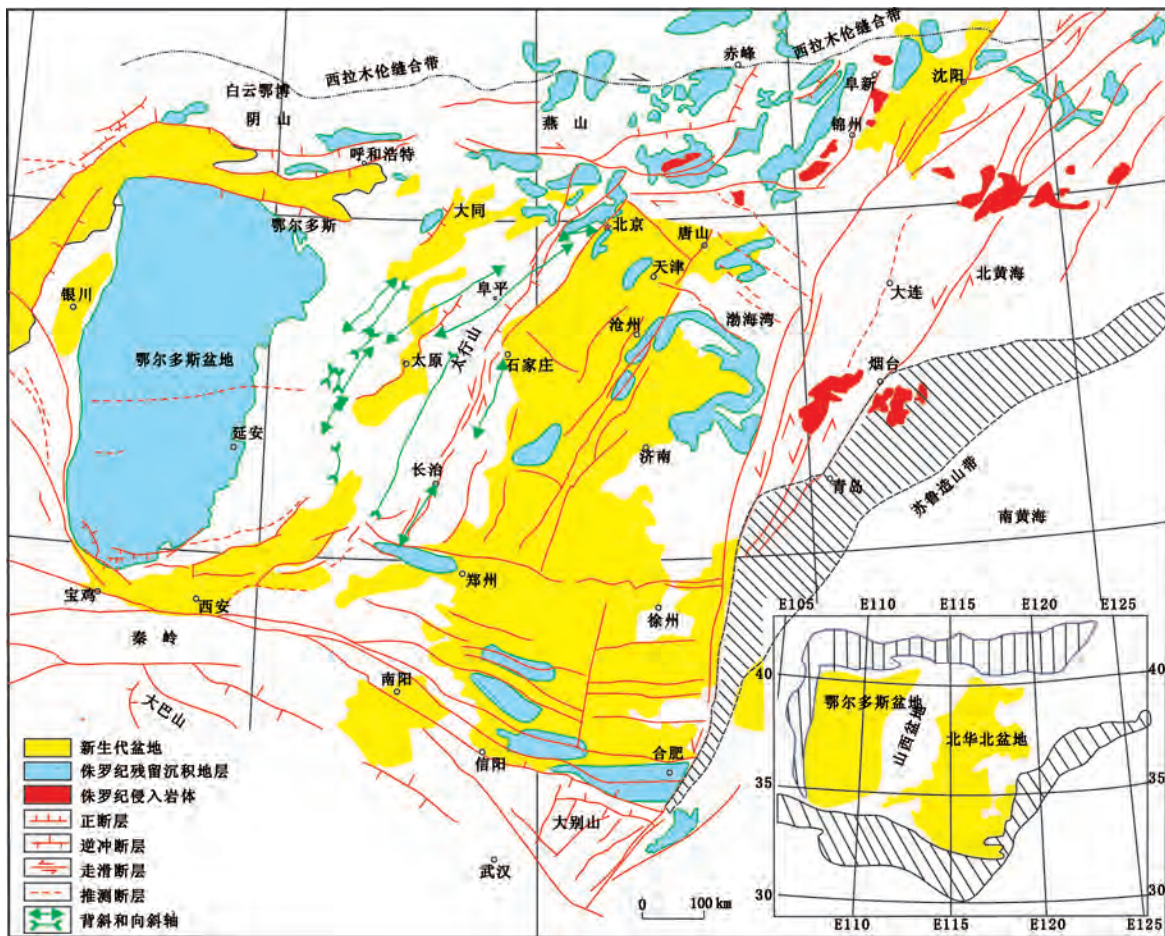 西拉木伦缝合带
赤峰
西拉木伦缝合带
白云鄂博
阴山
燕山
阜新
沈阳
锦州
呼和浩特
鄂尔多斯
大同
北京
唐山
天津
银川
阜平
沧州
渤海湾
大连
北黄海
鄂尔多斯盆地
太原
太行山
石家庄
烟台
延安
长治
济南
青岛
苏鲁造山带
南黄海
宝鸡
西安
郑州
徐州
秦岭
大巴山
南阳
信阳
合肥
大别山
武汉
0 100 km
新生代盆地
侏罗纪残留沉积地层
侏罗纪侵入岩体
正断层
逆冲断层
走滑断层
推测断层
背斜和向斜轴
E105 E110 E115 E120 E125
40 40
鄂尔多斯盆地
山西盆地
北华北盆地
35 35
30 30
E110 E115 E120 E125